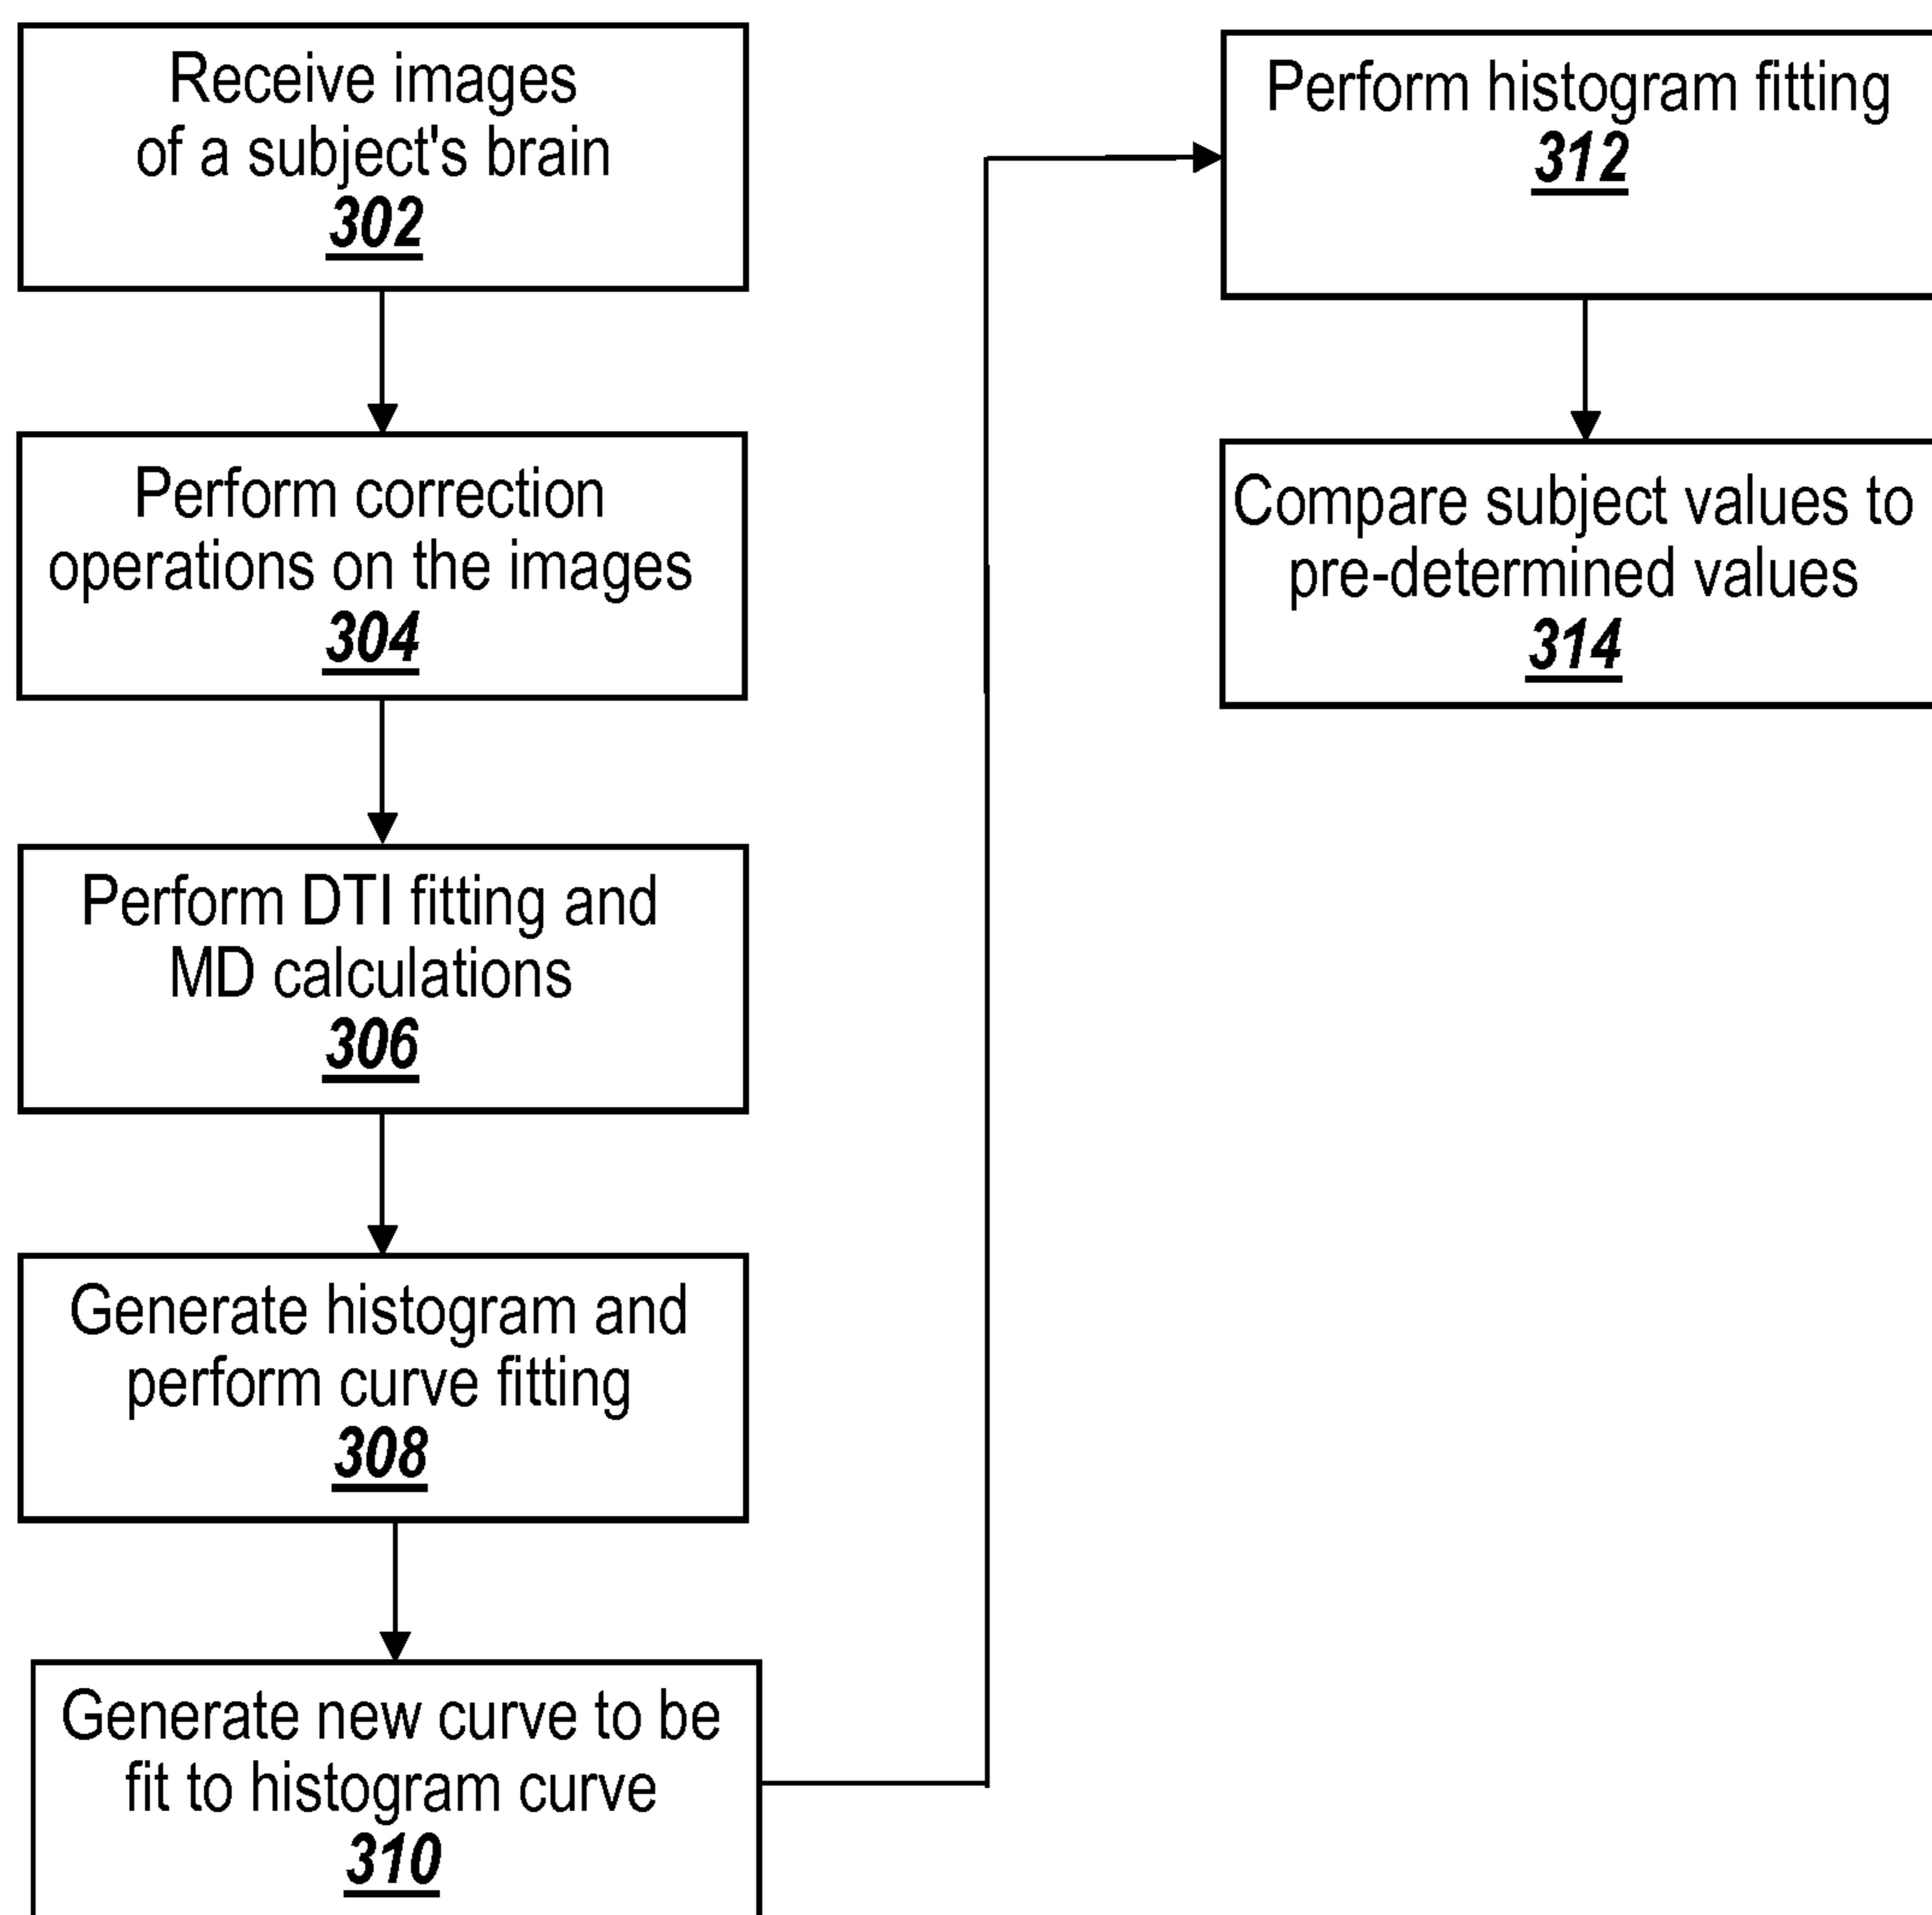 Receive images
of a subject's brain
302
Perform correction
operations on the images
304
Perform DTI fitting and
MD calculations
306
Generate histogram and
perform curve fitting
308
Generate new curve to be
fit to histogram curve
310
Perform histogram fitting
312
Compare subject values to
pre-determined values
314